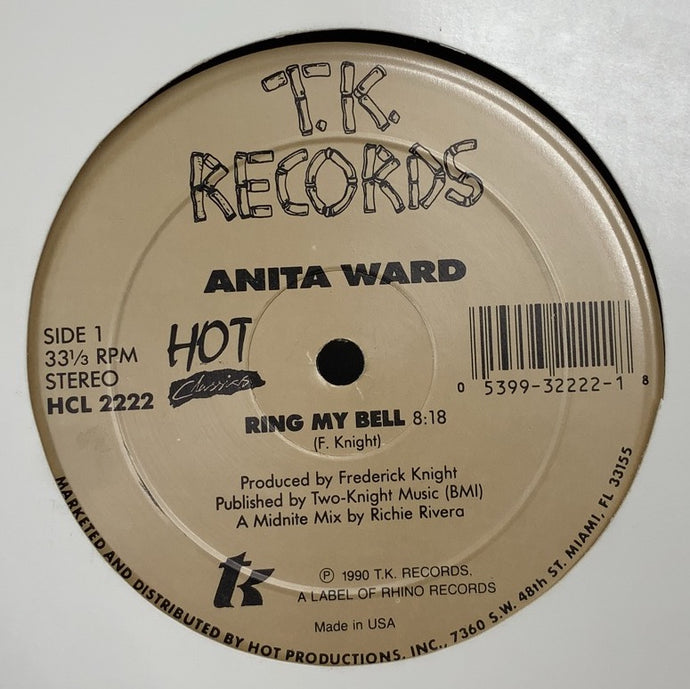 T.K.
RECORDS
ANITA WARD
SIDE 1
33⅓ RPM
STEREO
HCL 2222
HOT
Classics
0 5399-32222-1 8
RING MY BELL 8:18
(F. Knight)
Produced by Frederick Knight
Published by Two-Knight Music (BMI)
A Midnite Mix by Richie Rivera
tk
℗ 1990 T.K. RECORDS.
A LABEL OF RHINO RECORDS
Made in USA
MARKETED AND DISTRIBUTED BY HOT PRODUCTIONS, INC., 7360 S.W. 48th ST. MIAMI, FL 33155